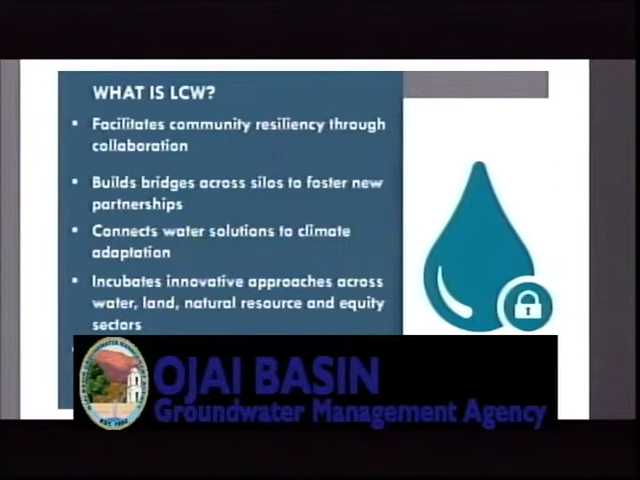 WHAT IS LCW?
• Facilitates community resiliency through
collaboration
• Builds bridges across silos to foster new
partnerships
• Connects water solutions to climate
adaptation
• Incubates innovative approaches across
water, land, natural resource and equity
sectors
OJAI BASIN
Groundwater Management Agency